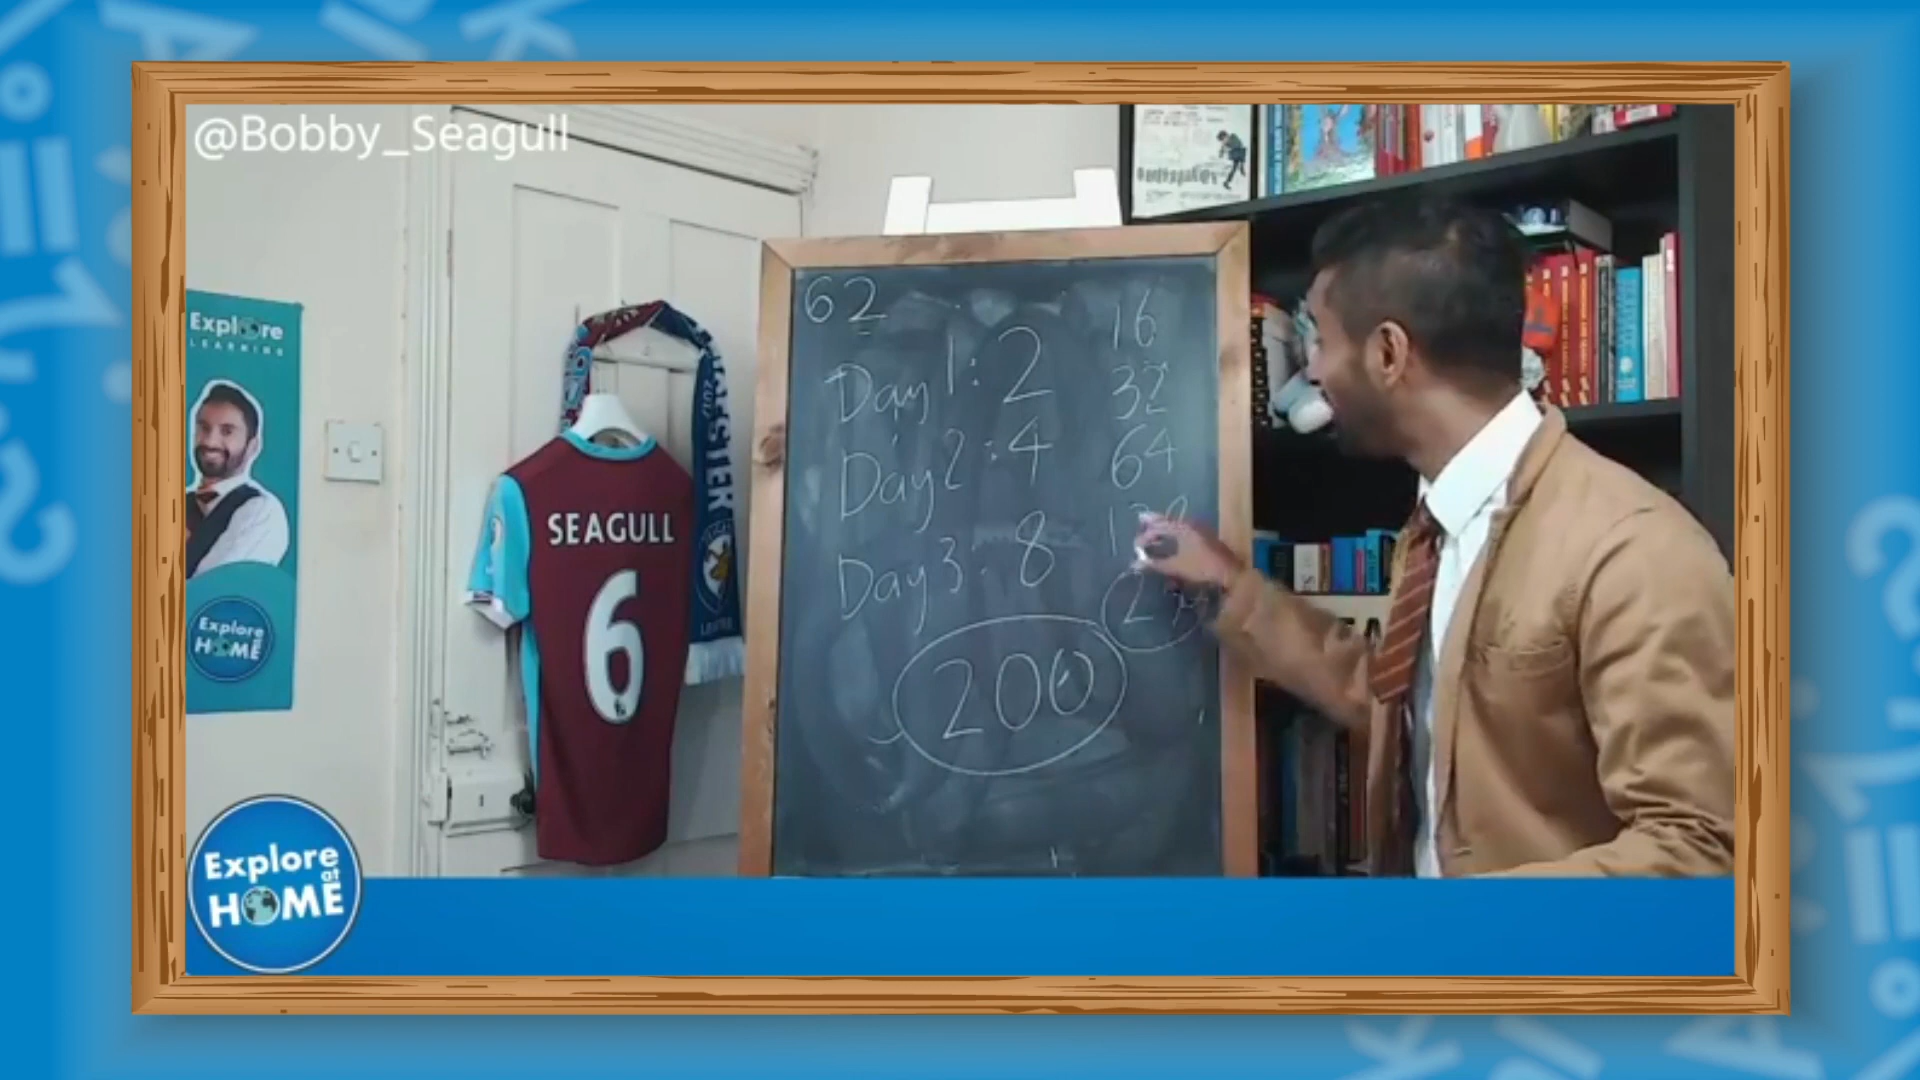 @Bobby_Seagull
Explore
LEARNING
Explore
HOME
SEAGULL
6
62
Day 1: 2
Day 2: 4
Day 3: 8
16
32
64
200
Explore
at
HOME